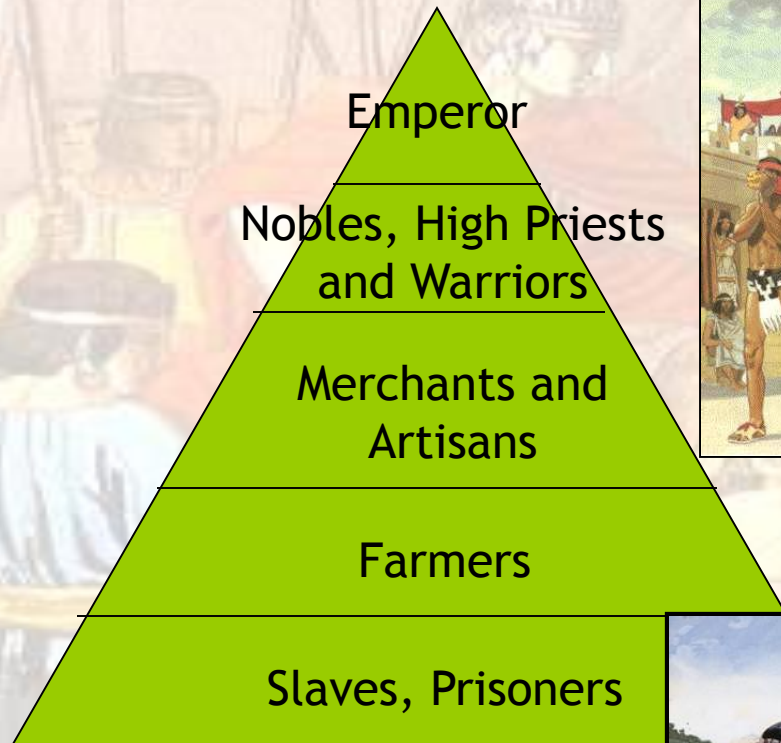 Emperor
Nobles, High Priests
and Warriors
Merchants and
Artisans
Farmers
Slaves, Prisoners